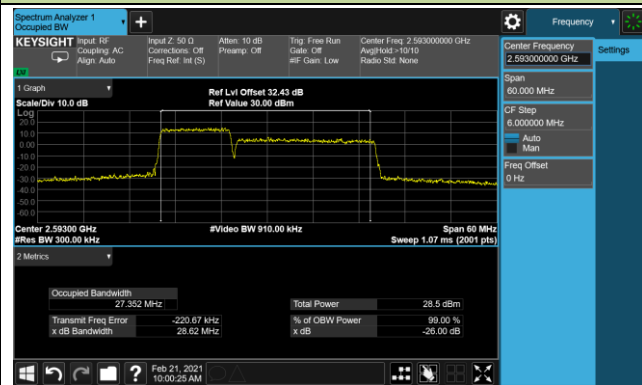 Spectrum Analyzer 1
Occupied BW
+
Frequency
KEYSIGHT
Input: RF
Coupling: AC
Align: Auto
Input Z: 50 Ω
Corrections: Off
Freq Ref: Int (S)
Atten: 10 dB
Preamp: Off
Trig: Free Run
Gate: Off
#IF Gain: Low
Center Freq: 2.593000000 GHz
Avg|Hold:>10/10
Radio Std: None
Center Frequency
2.593000000 GHz
Settings
Span
60.000 MHz
CF Step
6.000000 MHz
Auto
Man
Freq Offset
0 Hz
1 Graph
Scale/Div 10.0 dB
Ref Lvl Offset 32.43 dB
Ref Value 30.00 dBm
Log
20.0
10.0
0.00
-10.0
-20.0
-30.0
-40.0
-50.0
-60.0
Center 2.59300 GHz
#Res BW 300.00 kHz
#Video BW 910.00 kHz
Span 60 MHz
Sweep 1.07 ms (2001 pts)
2 Metrics
Occupied Bandwidth
27.352 MHz
Total Power 28.5 dBm
Transmit Freq Error -220.67 kHz
% of OBW Power 99.00 %
x dB Bandwidth 28.62 MHz
x dB -26.00 dB
?
Feb 21, 2021
10:00:25 AM